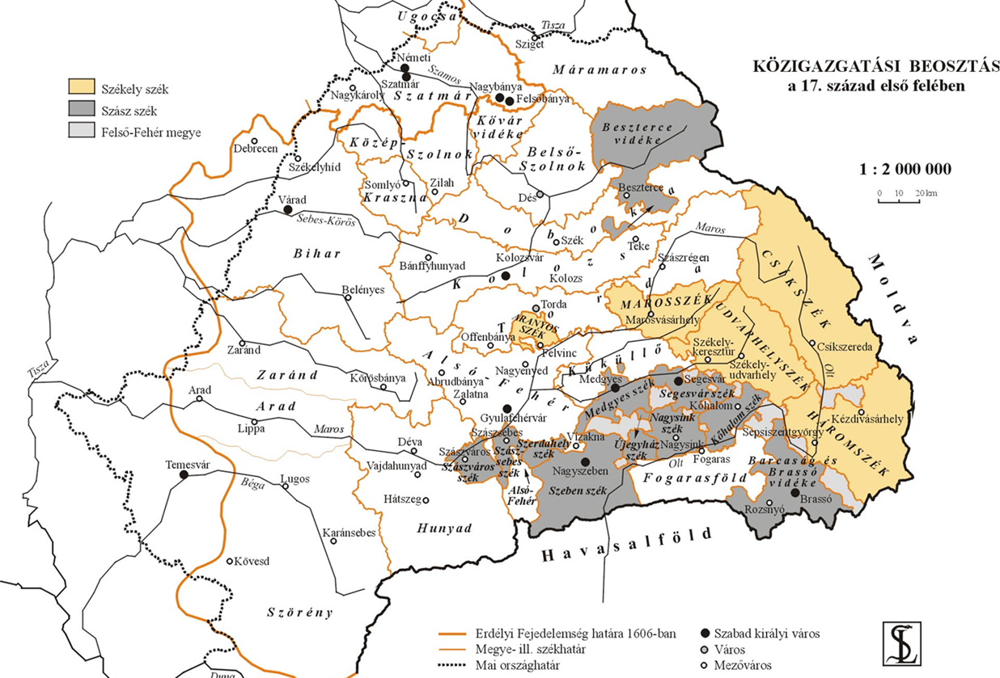 KÖZIGAZGATÁSI BEOSZTÁS
a 17. század első felében
1 : 2 000 000
0 10 20 km
Székely szék
Szász szék
Felső-Fehér megye
Ugocsa
Tisza
Sziget
Németi
Szatmár
Szamos
Máramaros
Nagykároly
Szatmár
Nagybánya
Felsőbánya
Kővár
vidéke
Beszterce
vidéke
Debrecen
Székelyhíd
Közép-
Szolnok
Belső-
Szolnok
Somlyó
Kraszna
Zilah
Dés
Beszterce
Várad
Sebes-Körös
Doboka
Szék
Teke
Maros
Bihar
Bánffyhunyad
Kolozsvár
Kolozs
Kolozs
Szászrégen
CSÍKSZÉK
Moldva
Belényes
Torda
Torda
ARANYOS
SZÉK
MAROSSZÉK
Marosvásárhely
UDVARHELYSZÉK
Offenbánya
Felvinc
Székely-
keresztúr
Székely-
udvarhely
Csíkszereda
Olt
Zaránd
Tisza
Zaránd
Kőrösbánya
Alsó-
Fehér
Abrudbánya
Zalatna
Nagyenyed
Küküllő
Medgyes
Medgyes szék
Segesvár
Segesvár szék
Kőhalom
Kőhalom szék
Arad
Arad
Lippa
Maros
Gyulafehérvár
Szászsebes
Nagysink
szék
Nagysink
Sepsiszentgyörgy
Kézdivásárhely
HÁROMSZÉK
Déva
Szászváros
Szászváros
szék
Szász-
sebes
szék
Szerdahely
szék
Vízakna
Újegyház
szék
Fogaras
Olt
Barcaság és
Brassó
vidéke
Temesvár
Béga
Lugos
Vajdahunyad
Nagyszeben
Szeben szék
Fogarasföld
Brassó
Rozsnyó
Hátszeg
Alsó-
Fehér
Hunyad
Karánsebes
Havasalföld
Kövesd
Szörény
Duna
Erdélyi Fejedelemség határa 1606-ban
Megye- ill. székhatár
Mai országhatár
Szabad királyi város
Város
Mezőváros
SL